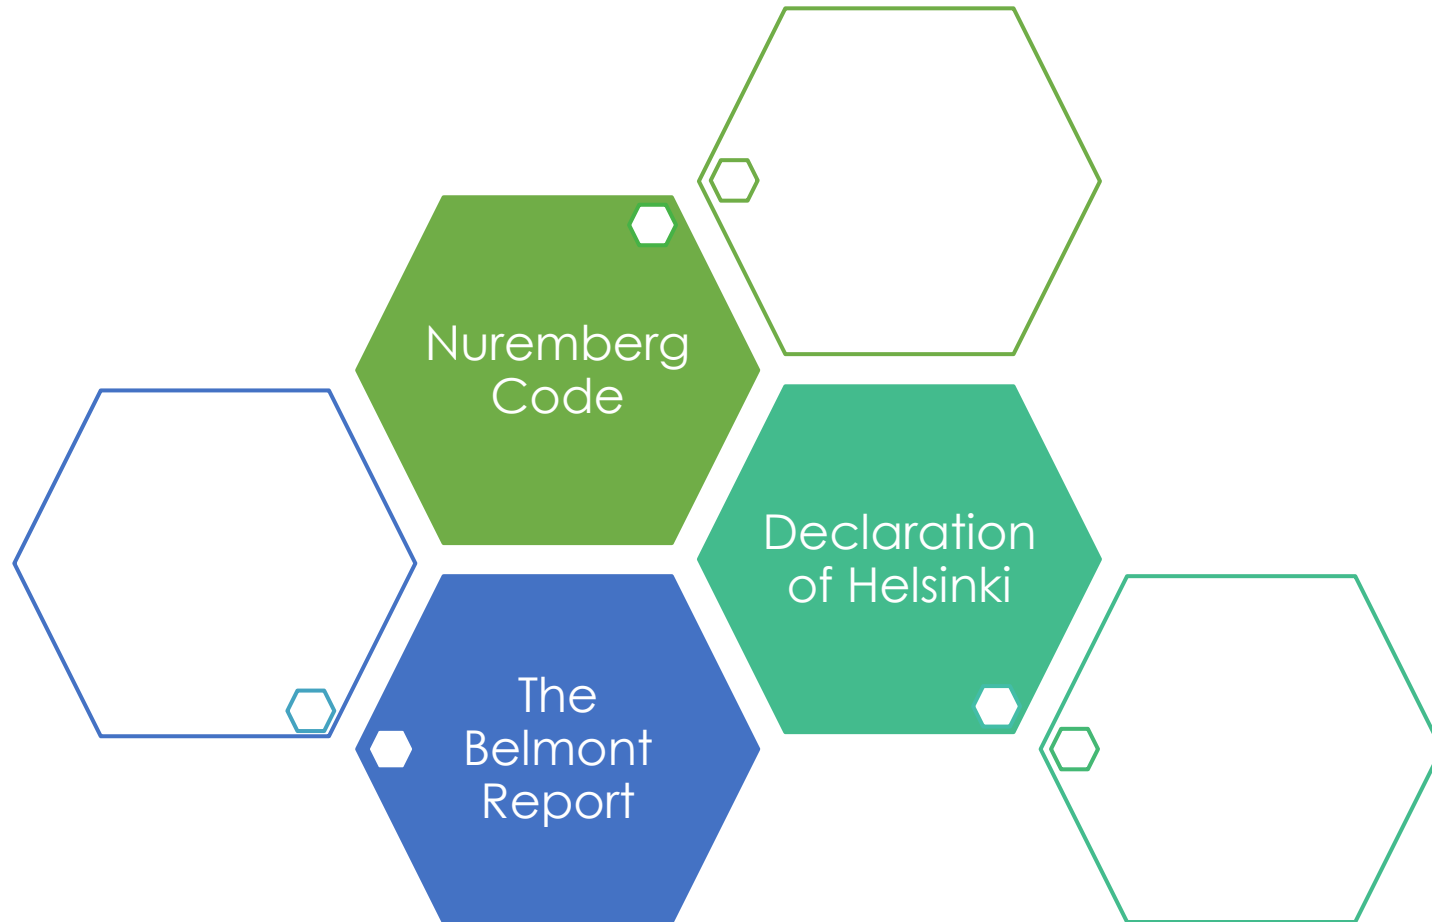 Nuremberg
Code
Declaration
of Helsinki
The
Belmont
Report